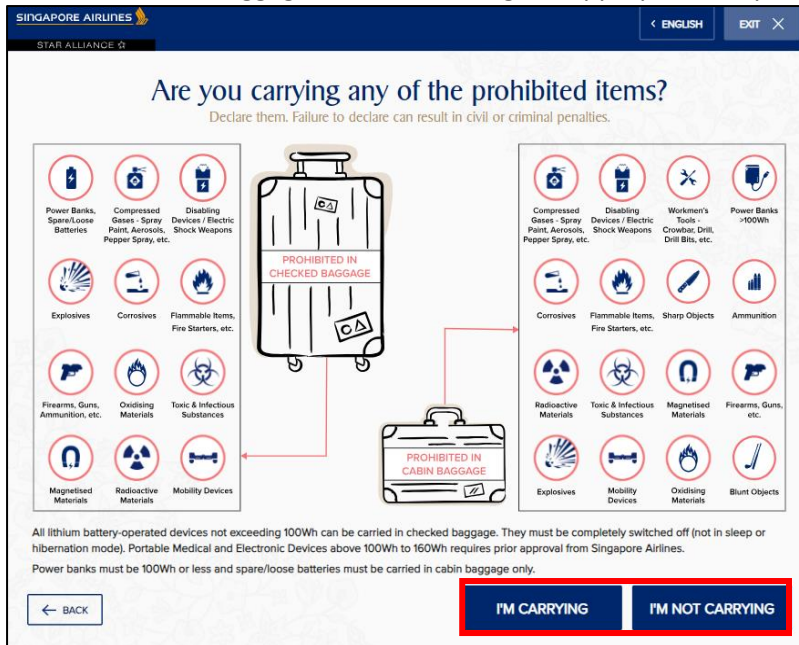 SINGAPORE AIRLINES
STAR ALLIANCE
< ENGLISH
EXIT ×
Are you carrying any of the prohibited items?
Declare them. Failure to declare can result in civil or criminal penalties.
Power Banks,
Spare/Loose
Batteries
Compressed
Gases - Spray
Paint, Aerosols,
Pepper Spray, etc.
Disabling
Devices / Electric
Shock Weapons
Explosives
Corrosives
Flammable Items,
Fire Starters, etc.
Firearms, Guns,
Ammunition, etc.
Oxidising
Materials
Toxic & Infectious
Substances
Magnetised
Materials
Radioactive
Materials
Mobility Devices
PROHIBITED IN
CHECKED BAGGAGE
PROHIBITED IN
CABIN BAGGAGE
Compressed
Gases - Spray
Paint, Aerosols,
Pepper Spray, etc.
Disabling
Devices / Electric
Shock Weapons
Workmen's
Tools -
Crowbar, Drill,
Drill Bits, etc.
Power Banks
>100Wh
Corrosives
Flammable Items,
Fire Starters, etc.
Sharp Objects
Ammunition
Radioactive
Materials
Toxic & Infectious
Substances
Magnetised
Materials
Firearms, Guns,
etc.
Explosives
Mobility
Devices
Oxidising
Materials
Blunt Objects
All lithium battery-operated devices not exceeding 100Wh can be carried in checked baggage. They must be completely switched off (not in sleep or
hibernation mode). Portable Medical and Electronic Devices above 100Wh to 160Wh requires prior approval from Singapore Airlines.
Power banks must be 100Wh or less and spare/loose batteries must be carried in cabin baggage only.
← BACK
I'M CARRYING
I'M NOT CARRYING